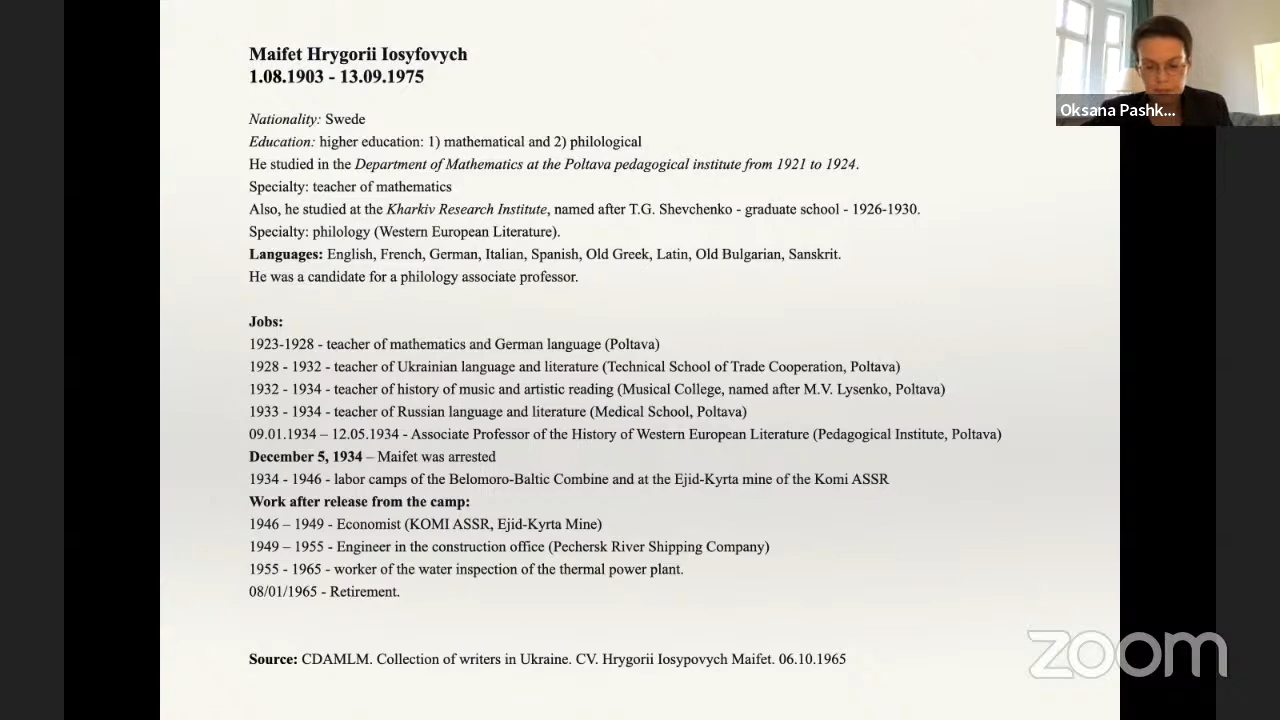 Maifet Hrygorii Iosyfovych
1.08.1903 - 13.09.1975
Nationality: Swede
Education: higher education: 1) mathematical and 2) philological
He studied in the Department of Mathematics at the Poltava pedagogical institute from 1921 to 1924.
Specialty: teacher of mathematics
Also, he studied at the Kharkiv Research Institute, named after T.G. Shevchenko - graduate school - 1926-1930.
Specialty: philology (Western European Literature).
Languages: English, French, German, Italian, Spanish, Old Greek, Latin, Old Bulgarian, Sanskrit.
He was a candidate for a philology associate professor.
Jobs:
1923-1928 - teacher of mathematics and German language (Poltava)
1928 - 1932 - teacher of Ukrainian language and literature (Technical School of Trade Cooperation, Poltava)
1932 - 1934 - teacher of history of music and artistic reading (Musical College, named after M.V. Lysenko, Poltava)
1933 - 1934 - teacher of Russian language and literature (Medical School, Poltava)
09.01.1934 – 12.05.1934 - Associate Professor of the History of Western European Literature (Pedagogical Institute, Poltava)
December 5, 1934 – Maifet was arrested
1934 - 1946 - labor camps of the Belomoro-Baltic Combine and at the Ejid-Kyrta mine of the Komi ASSR
Work after release from the camp:
1946 – 1949 - Economist (KOMI ASSR, Ejid-Kyrta Mine)
1949 – 1955 - Engineer in the construction office (Pechersk River Shipping Company)
1955 - 1965 - worker of the water inspection of the thermal power plant.
08/01/1965 - Retirement.
Source: CDAMLM. Collection of writers in Ukraine. CV. Hrygorii Iosypovych Maifet. 06.10.1965
Oksana Pashk...
zoom